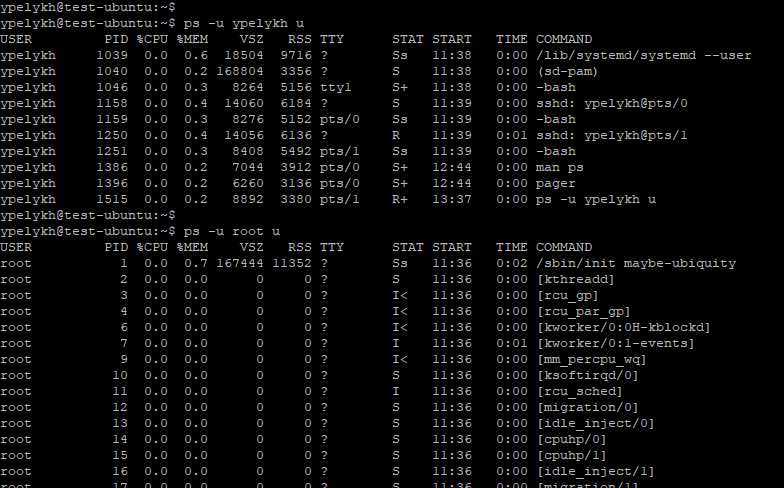 ypelykh@test-ubuntu:~$
ypelykh@test-ubuntu:~$ ps -u ypelykh u
USER         PID %CPU %MEM    VSZ   RSS TTY      STAT START   TIME COMMAND
ypelykh     1039  0.0  0.6  18504  9716 ?        Ss   11:38   0:00 /lib/systemd/systemd --user
ypelykh     1040  0.0  0.2 168804  3356 ?        S    11:38   0:00 (sd-pam)
ypelykh     1046  0.0  0.3   8264  5156 tty1     S+   11:38   0:00 -bash
ypelykh     1158  0.0  0.4  14060  6184 ?        S    11:39   0:00 sshd: ypelykh@pts/0
ypelykh     1159  0.0  0.3   8276  5152 pts/0    Ss   11:39   0:00 -bash
ypelykh     1250  0.0  0.4  14056  6136 ?        R    11:39   0:01 sshd: ypelykh@pts/1
ypelykh     1251  0.0  0.3   8408  5492 pts/1    Ss   11:39   0:00 -bash
ypelykh     1386  0.0  0.2   7044  3912 pts/0    S+   12:44   0:00 man ps
ypelykh     1396  0.0  0.2   6260  3136 pts/0    S+   12:44   0:00 pager
ypelykh     1515  0.0  0.2   8892  3380 pts/1    R+   13:37   0:00 ps -u ypelykh u
ypelykh@test-ubuntu:~$
ypelykh@test-ubuntu:~$ ps -u root u
USER         PID %CPU %MEM    VSZ   RSS TTY      STAT START   TIME COMMAND
root           1  0.0  0.7 167444 11352 ?        Ss   11:36   0:02 /sbin/init maybe-ubiquity
root           2  0.0  0.0      0     0 ?        S    11:36   0:00 [kthreadd]
root           3  0.0  0.0      0     0 ?        I<   11:36   0:00 [rcu_gp]
root           4  0.0  0.0      0     0 ?        I<   11:36   0:00 [rcu_par_gp]
root           6  0.0  0.0      0     0 ?        I<   11:36   0:00 [kworker/0:0H-kblockd]
root           7  0.0  0.0      0     0 ?        I    11:36   0:01 [kworker/0:1-events]
root           9  0.0  0.0      0     0 ?        I<   11:36   0:00 [mm_percpu_wq]
root          10  0.0  0.0      0     0 ?        S    11:36   0:00 [ksoftirqd/0]
root          11  0.0  0.0      0     0 ?        I    11:36   0:00 [rcu_sched]
root          12  0.0  0.0      0     0 ?        S    11:36   0:00 [migration/0]
root          13  0.0  0.0      0     0 ?        S    11:36   0:00 [idle_inject/0]
root          14  0.0  0.0      0     0 ?        S    11:36   0:00 [cpuhp/0]
root          15  0.0  0.0      0     0 ?        S    11:36   0:00 [cpuhp/1]
root          16  0.0  0.0      0     0 ?        S    11:36   0:00 [idle_inject/1]
root          17  0.0  0.0      0     0 ?        S    11:36   0:00 [migration/1]